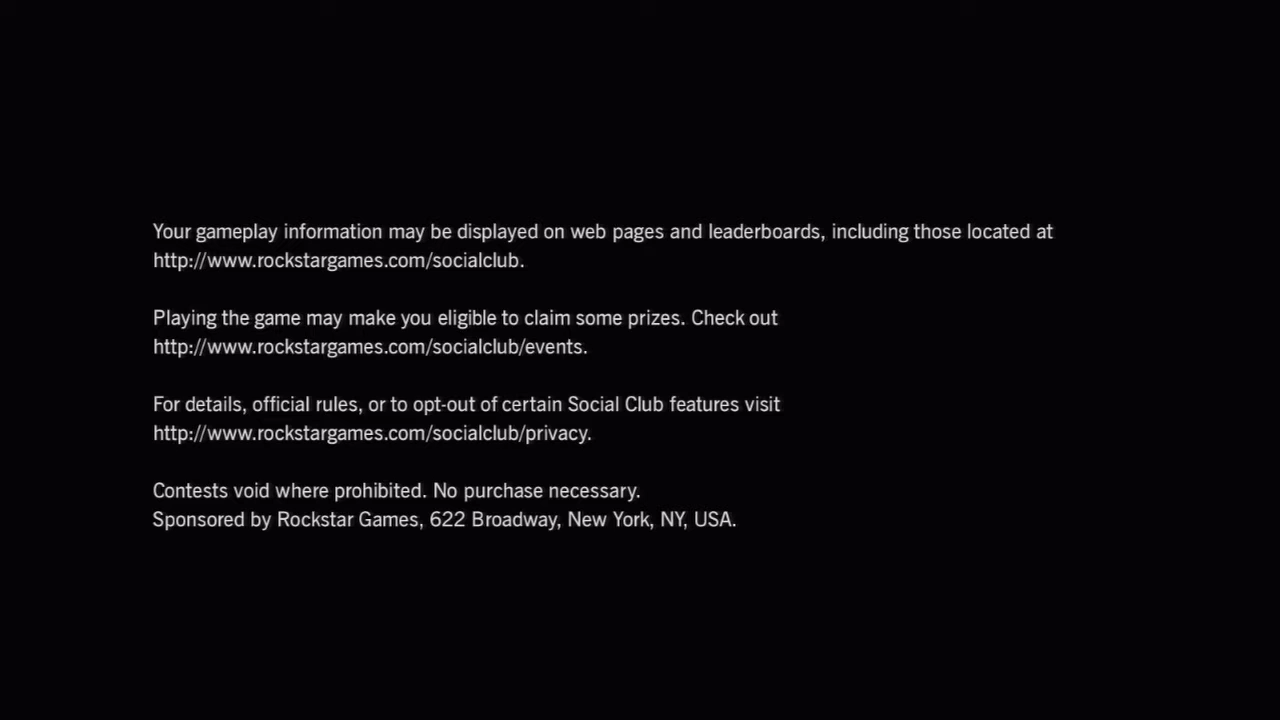 Your gameplay information may be displayed on web pages and leaderboards, including those located at
http://www.rockstargames.com/socialclub.
Playing the game may make you eligible to claim some prizes. Check out
http://www.rockstargames.com/socialclub/events.
For details, official rules, or to opt-out of certain Social Club features visit
http://www.rockstargames.com/socialclub/privacy.
Contests void where prohibited. No purchase necessary.
Sponsored by Rockstar Games, 622 Broadway, New York, NY, USA.